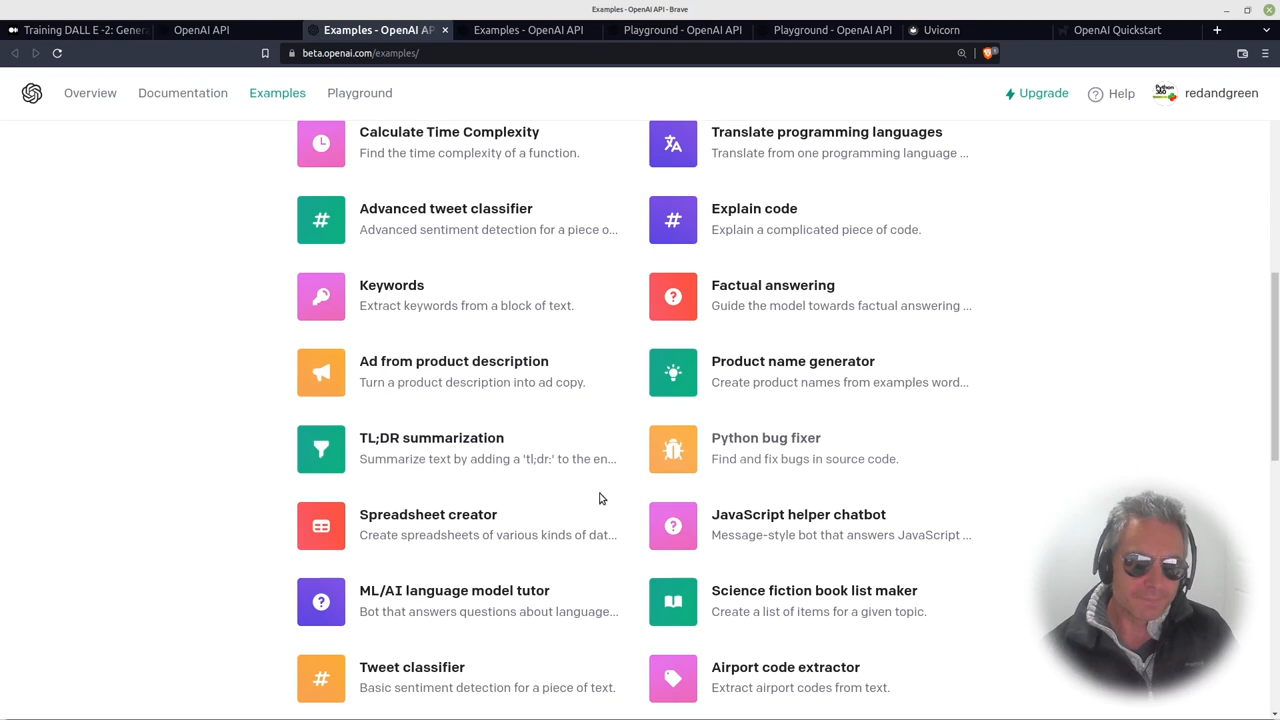 Examples - OpenAI API - Brave
Training DALL E -2: Genera
OpenAI API
Examples - OpenAI AP
Examples - OpenAI API
Playground - OpenAI API
Playground - OpenAI API
Uvicorn
OpenAI Quickstart
beta.openai.com/examples/
Overview
Documentation
Examples
Playground
Upgrade
Help
redandgreen
Calculate Time Complexity
Find the time complexity of a function.
Translate programming languages
Translate from one programming language ...
Advanced tweet classifier
Advanced sentiment detection for a piece o...
Explain code
Explain a complicated piece of code.
Keywords
Extract keywords from a block of text.
Factual answering
Guide the model towards factual answering ...
Ad from product description
Turn a product description into ad copy.
Product name generator
Create product names from examples word...
TL;DR summarization
Summarize text by adding a 'tl;dr:' to the en...
Python bug fixer
Find and fix bugs in source code.
Spreadsheet creator
Create spreadsheets of various kinds of dat...
JavaScript helper chatbot
Message-style bot that answers JavaScript ...
ML/AI language model tutor
Bot that answers questions about language...
Science fiction book list maker
Create a list of items for a given topic.
Tweet classifier
Basic sentiment detection for a piece of text.
Airport code extractor
Extract airport codes from text.